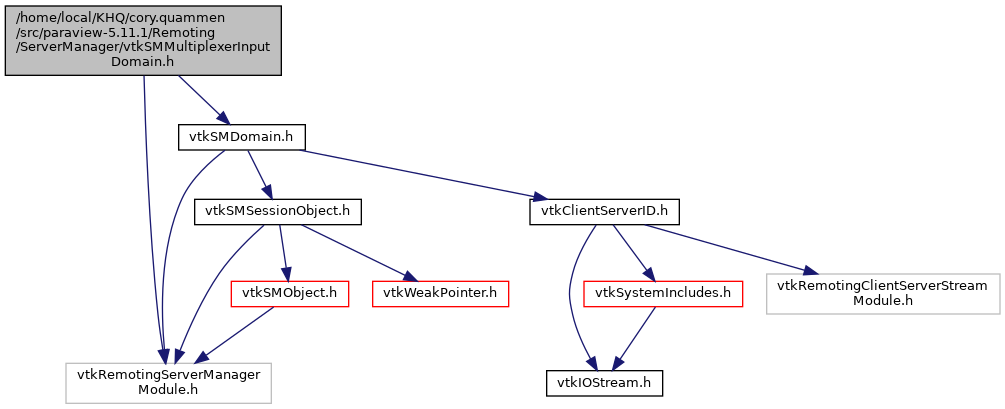 /home/local/KHQ/cory.quammen
/src/paraview-5.11.1/Remoting
/ServerManager/vtkSMMultiplexerInput
Domain.h
vtkSMDomain.h
vtkSMSessionObject.h
vtkClientServerID.h
vtkSMObject.h
vtkWeakPointer.h
vtkSystemIncludes.h
vtkRemotingClientServerStream
Module.h
vtkRemotingServerManager
Module.h
vtkIOStream.h